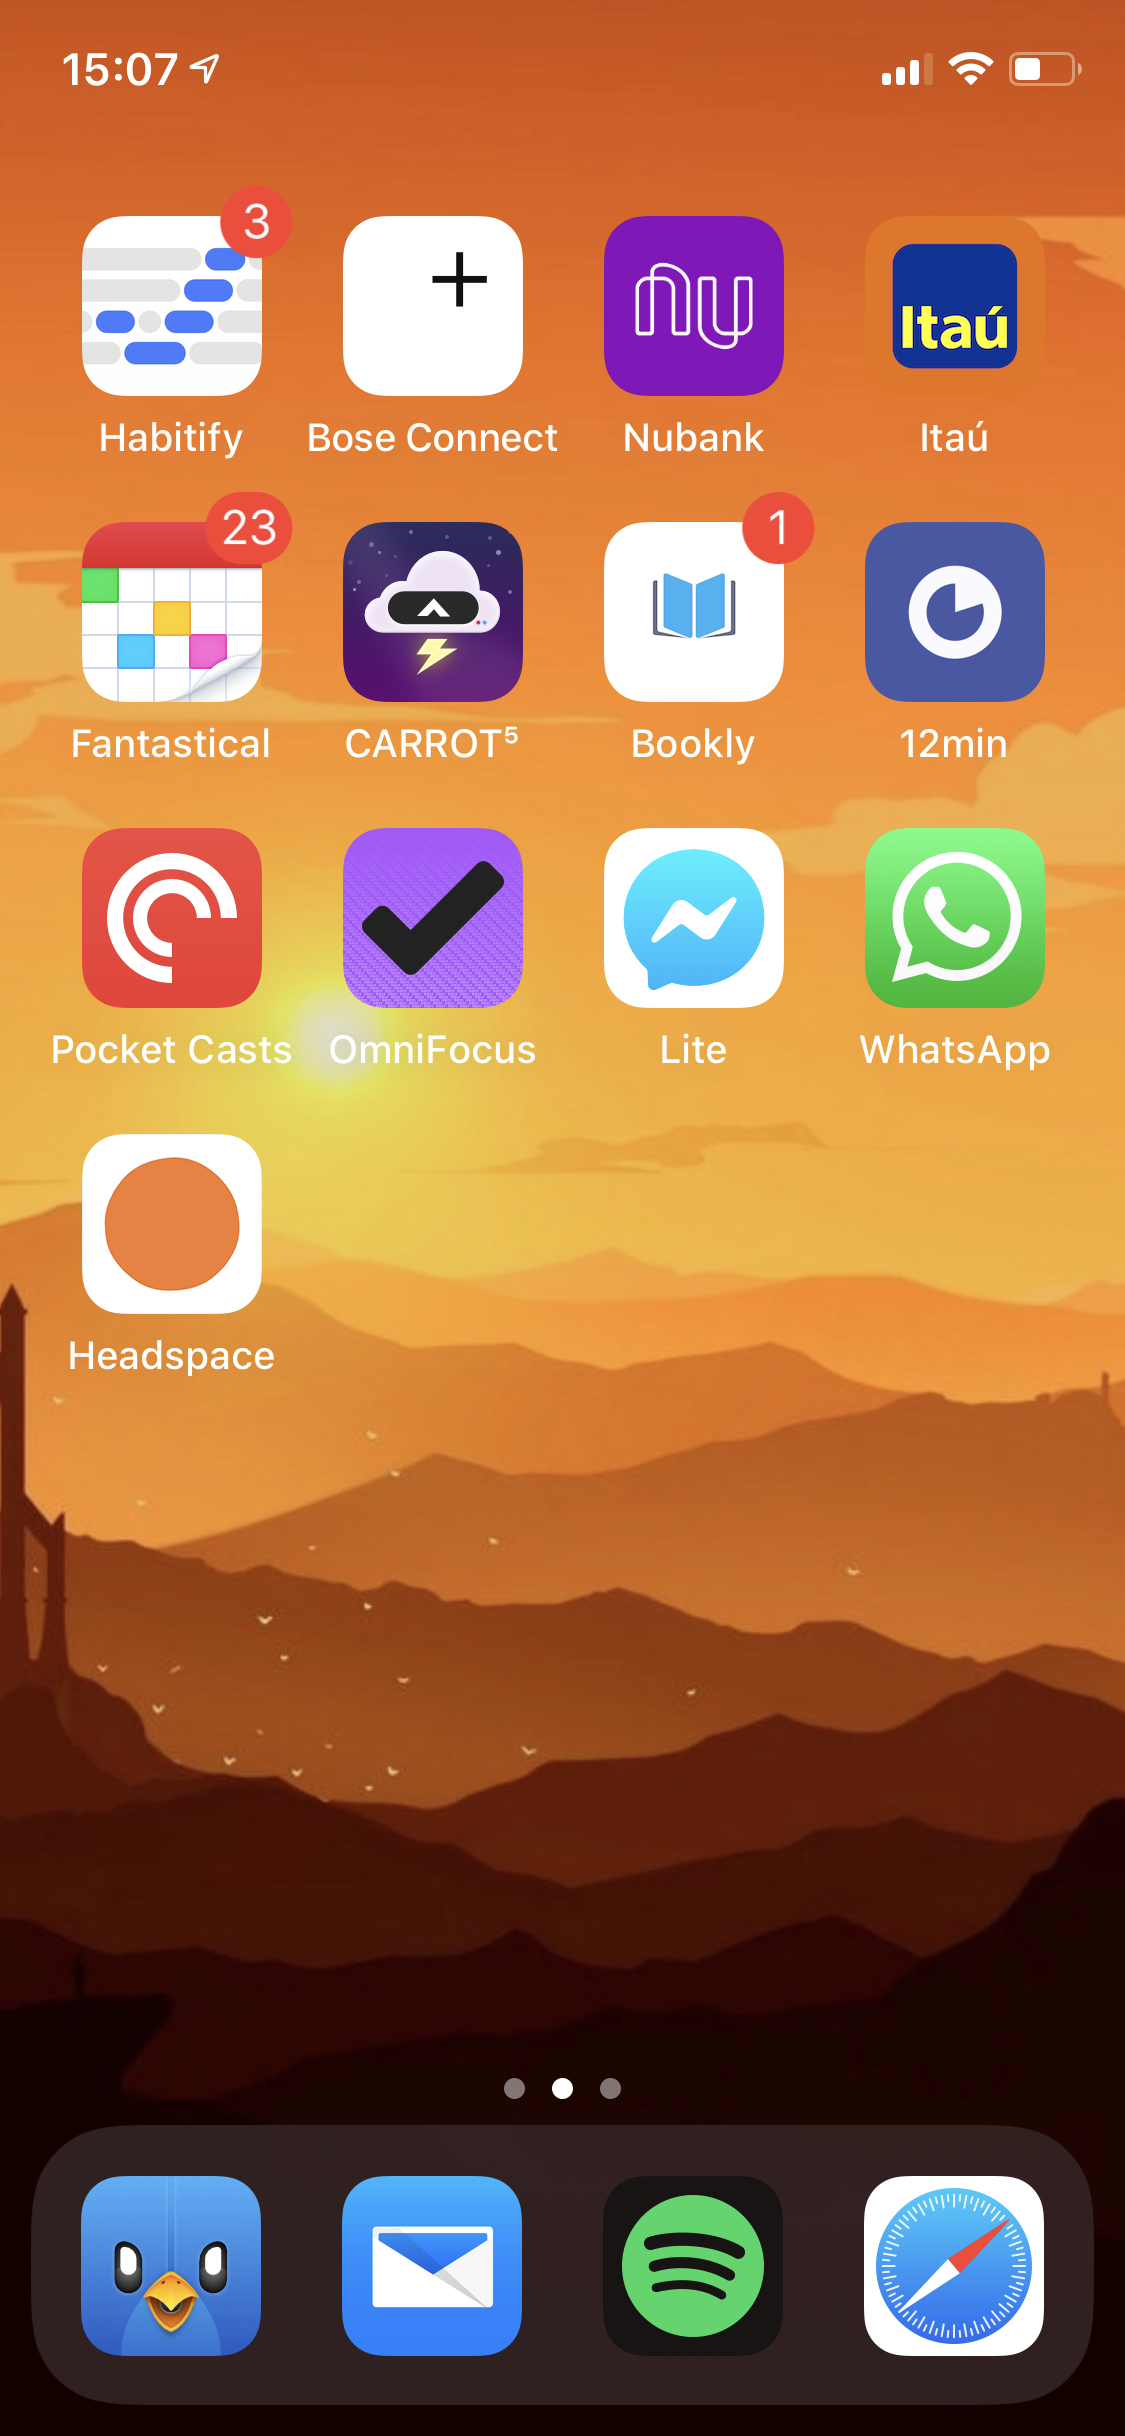 15:07
3
Habitify
Bose Connect
nu
Nubank
Itaú
Itaú
23
Fantastical
CARROT⁵
1
Bookly
12min
Pocket Casts
OmniFocus
Lite
WhatsApp
Headspace